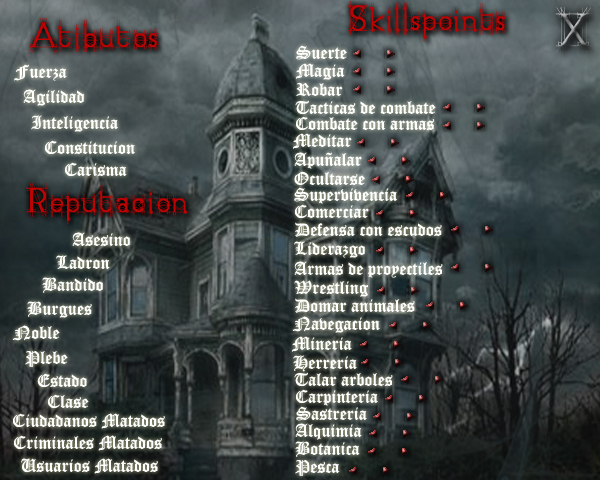 Atibutos
Fuerza
Agilidad
Inteligencia
Constitucion
Carisma
Reputacion
Asesino
Ladron
Bandido
Burgues
Noble
Plebe
Estado
Clase
Ciudadanos Matados
Criminales Matados
Usuarios Matados
Skillspoints
X
Suerte
Magia
Robar
Tacticas de combate
Combate con armas
Meditar
Apuñalar
Ocultarse
Supervivencia
Comerciar
Defensa con escudos
Liderazgo
Armas de proyectiles
Wrestling
Domar animales
Navegacion
Mineria
Herreria
Talar arboles
Carpinteria
Sastreria
Alquimia
Botanica
Pesca